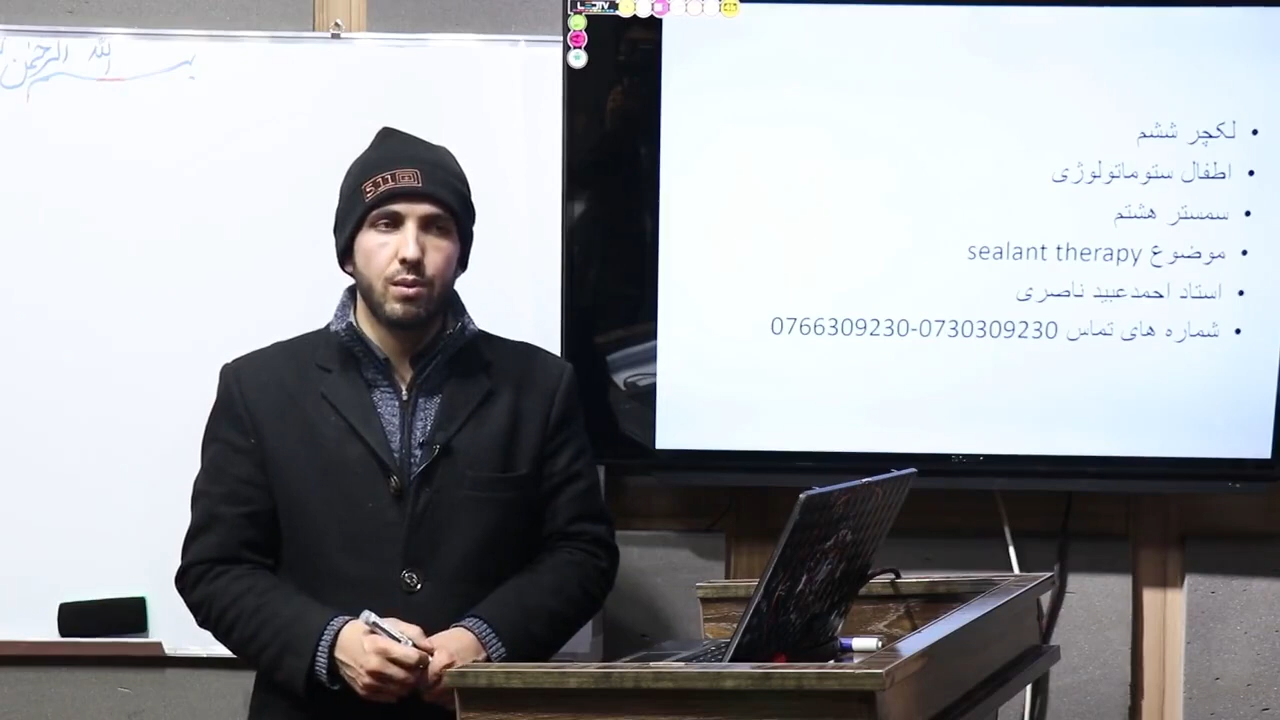 بسم الله الرحمن
5.11
لکچر ششم
اطفال ستوماتولوژی
سمستر هشتم
موضوع sealant therapy
استاد احمدعبید ناصری
شماره های تماس 0730309230-0766309230